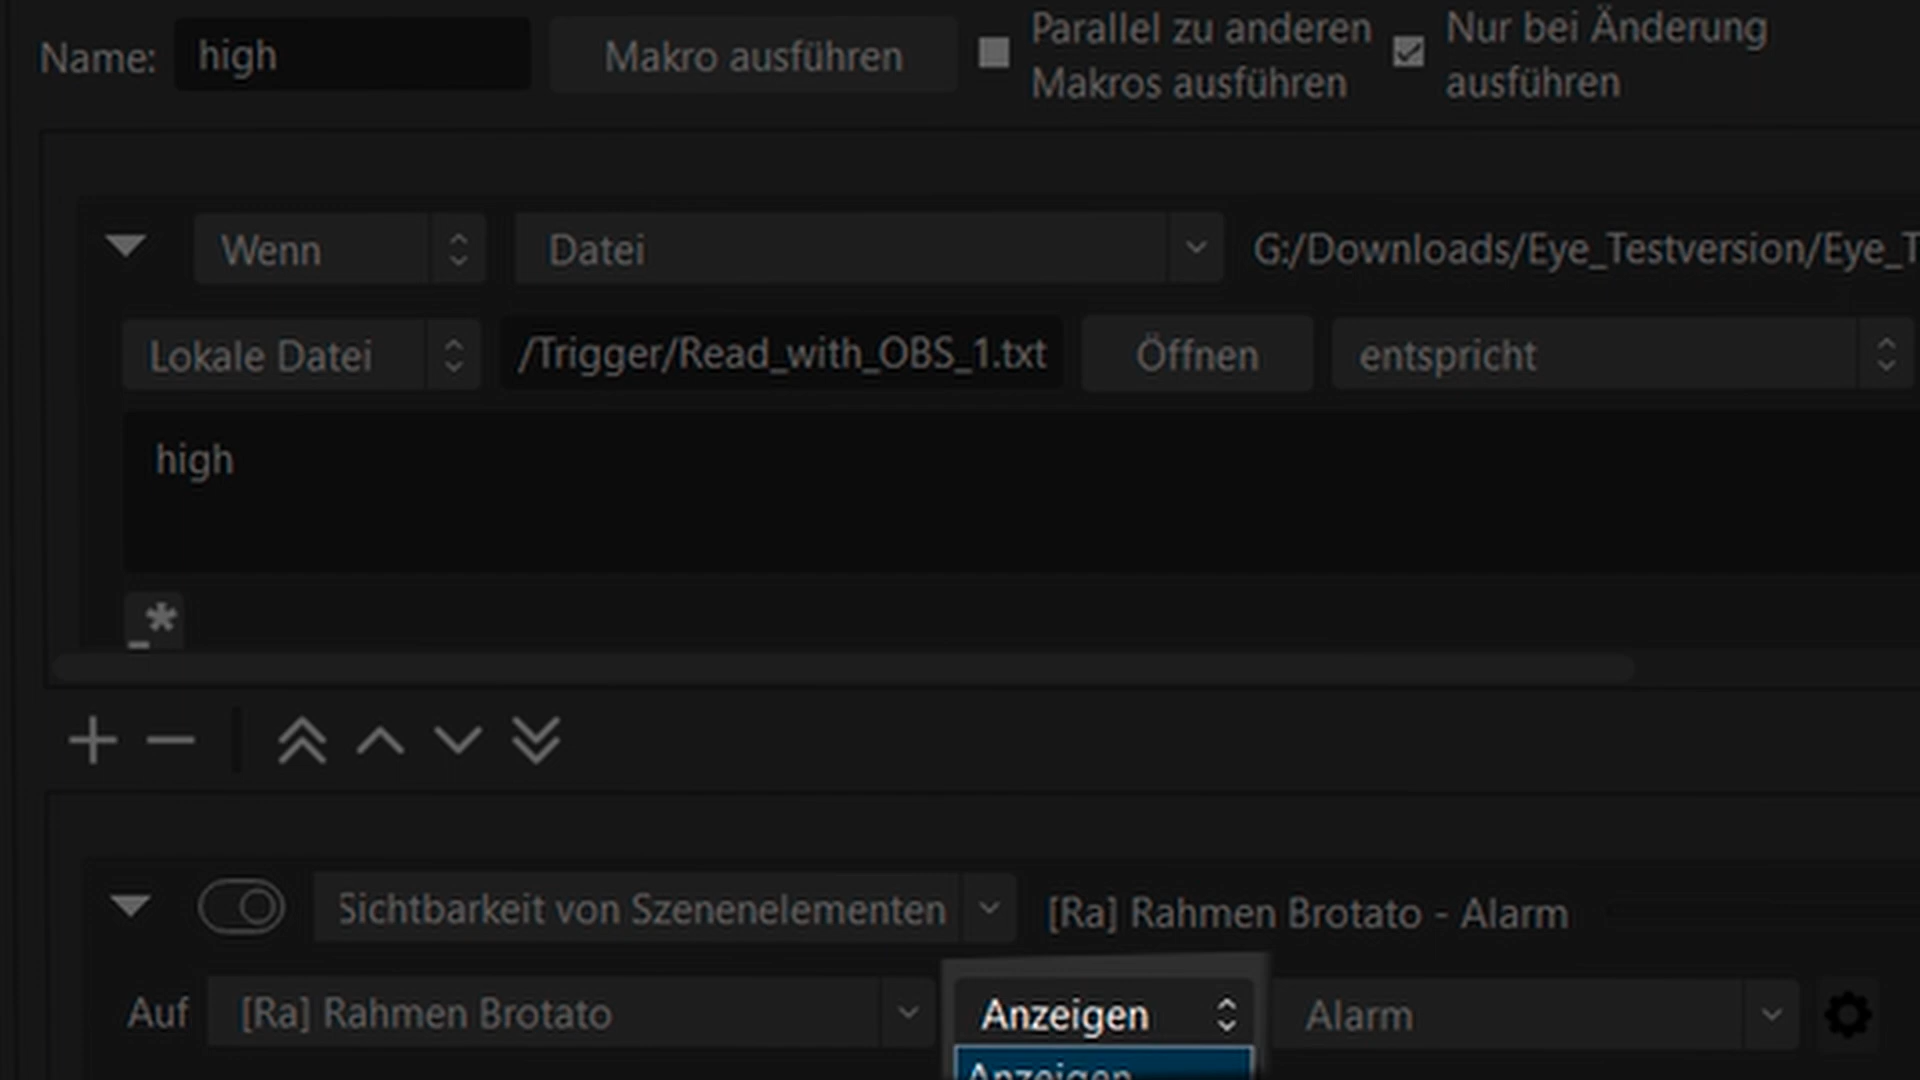 Name: high Makro ausführen Parallel zu anderen Makros ausführen Nur bei Änderung ausführen
Wenn Datei G:/Downloads/Eye_Testversion/Eye_T
Lokale Datei /Trigger/Read_with_OBS_1.txt Öffnen entspricht
high
.*
Sichtbarkeit von Szenenelementen [Ra] Rahmen Brotato - Alarm
Auf [Ra] Rahmen Brotato Anzeigen Alarm
Anzeigen